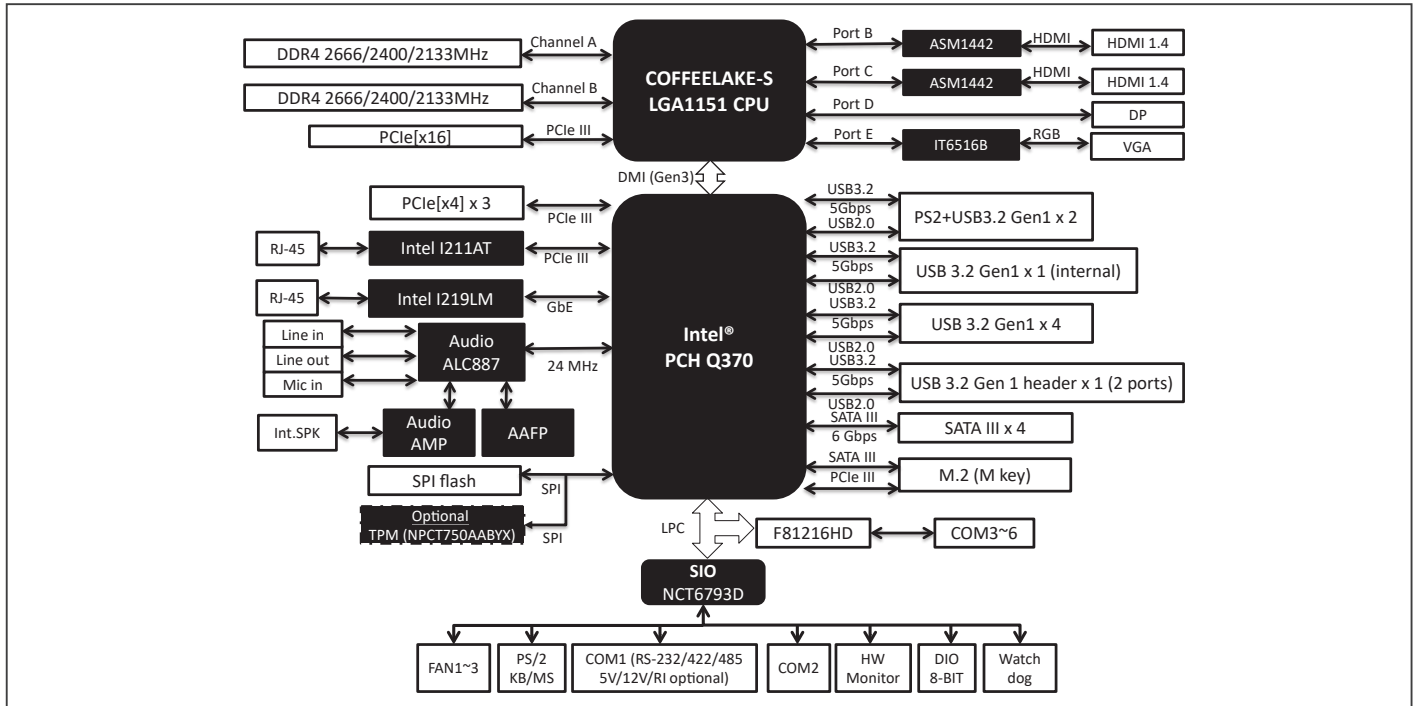 DDR4 2666/2400/2133MHz
Channel A
DDR4 2666/2400/2133MHz
Channel B
PCIe[x16]
PCIe III
COFFEELAKE-S
LGA1151 CPU
Port B
ASM1442
HDMI
HDMI 1.4
Port C
ASM1442
HDMI
HDMI 1.4
Port D
DP
Port E
IT6516B
RGB
VGA
DMI (Gen3)
PCIe[x4] x 3
PCIe III
RJ-45
Intel I211AT
PCIe III
RJ-45
Intel I219LM
GbE
Line in
Line out
Mic in
Audio
ALC887
24 MHz
Int.SPK
Audio
AMP
AAFP
SPI flash
SPI
Optional
TPM (NPCT750AABYX)
SPI
Intel®
PCH Q370
USB3.2
5Gbps
USB2.0
PS2+USB3.2 Gen1 x 2
USB3.2
5Gbps
USB2.0
USB 3.2 Gen1 x 1 (internal)
USB3.2
5Gbps
USB2.0
USB 3.2 Gen1 x 4
USB3.2
5Gbps
USB2.0
USB 3.2 Gen 1 header x 1 (2 ports)
SATA III
6 Gbps
SATA III x 4
SATA III
PCIe III
M.2 (M key)
LPC
F81216HD
COM3~6
SIO
NCT6793D
FAN1~3
PS/2
KB/MS
COM1 (RS-232/422/485
5V/12V/RI optional)
COM2
HW
Monitor
DIO
8-BIT
Watch
dog